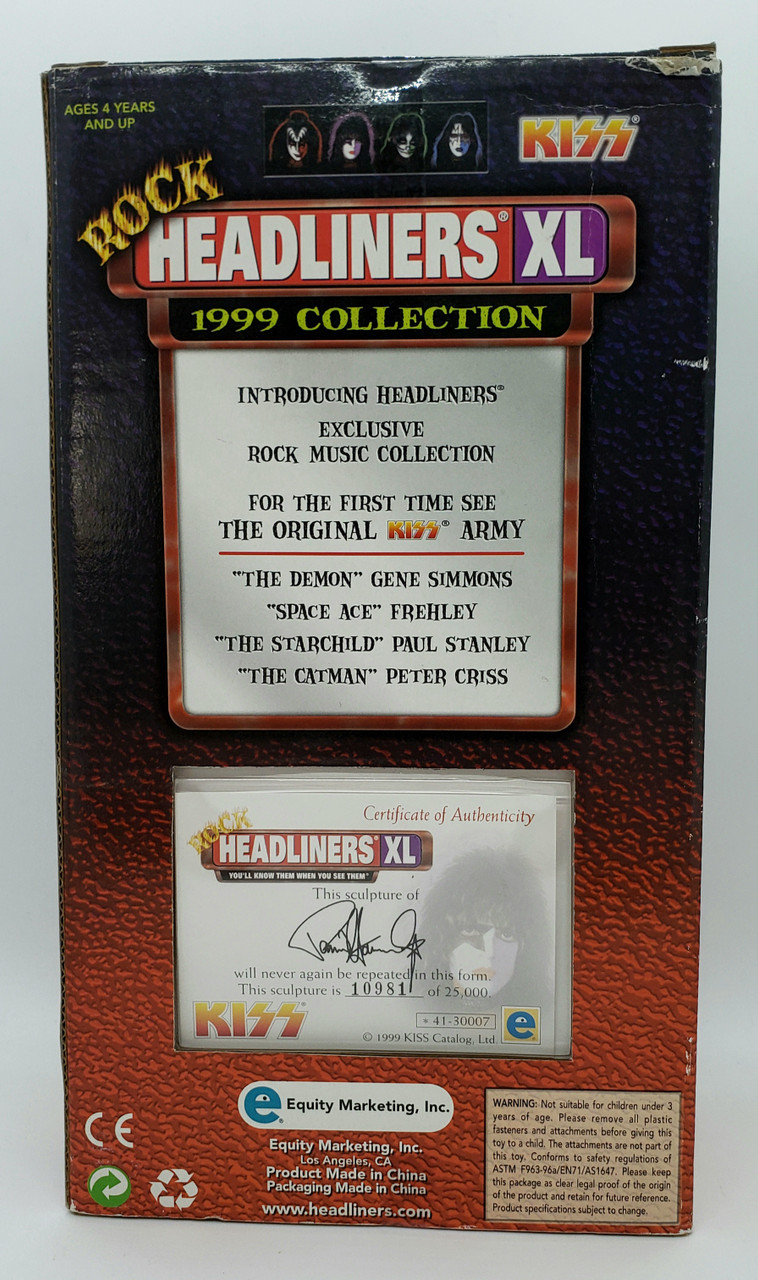 AGES 4 YEARS
AND UP
KISS®
ROCK
HEADLINERS® XL
1999 COLLECTION
INTRODUCING HEADLINERS®
EXCLUSIVE
ROCK MUSIC COLLECTION
FOR THE FIRST TIME SEE
THE ORIGINAL KISS® ARMY
"THE DEMON" GENE SIMMONS
"SPACE ACE" FREHLEY
"THE STARCHILD" PAUL STANLEY
"THE CATMAN" PETER CRISS
Certificate of Authenticity
ROCK
HEADLINERS XL
YOU'LL KNOW THEM WHEN YOU SEE THEM®
This sculpture of
Paul Stanley
will never again be repeated in this form.
This sculpture is 10981 of 25,000.
KISS®
* 41-30007
e
© 1999 KISS Catalog, Ltd.
e® Equity Marketing, Inc.
CE
Equity Marketing, Inc.
Los Angeles, CA
Product Made in China
Packaging Made in China
www.headliners.com
WARNING: Not suitable for children under 3
years of age. Please remove all plastic
fasteners and attachments before giving this
toy to a child. The attachments are not part of
this toy. Conforms to safety regulations of
ASTM F963-96a/EN71/AS1647. Please keep
this package as clear legal proof of the origin
of the product and retain for future reference.
Product specifications subject to change.